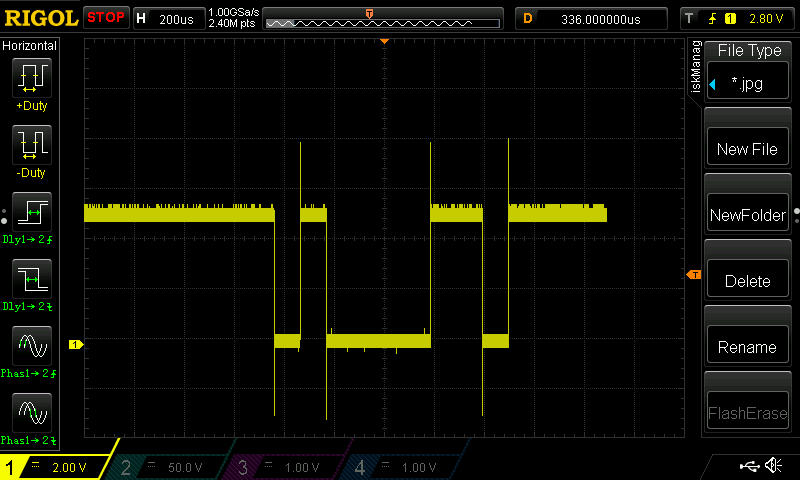 RIGOL STOP H 200us 1.00GSa/s 2.40M pts T D 336.000000us T 1 2.80 V
Horizontal
+Duty
-Duty
Dly1→2
Dly1→2
Phas1→2
Phas1→2
T
1
iskManag
File Type
*.jpg
New File
NewFolder
Delete
Rename
FlashErase
1 2.00 V 2 50.0 V 3 1.00 V 4 1.00 V